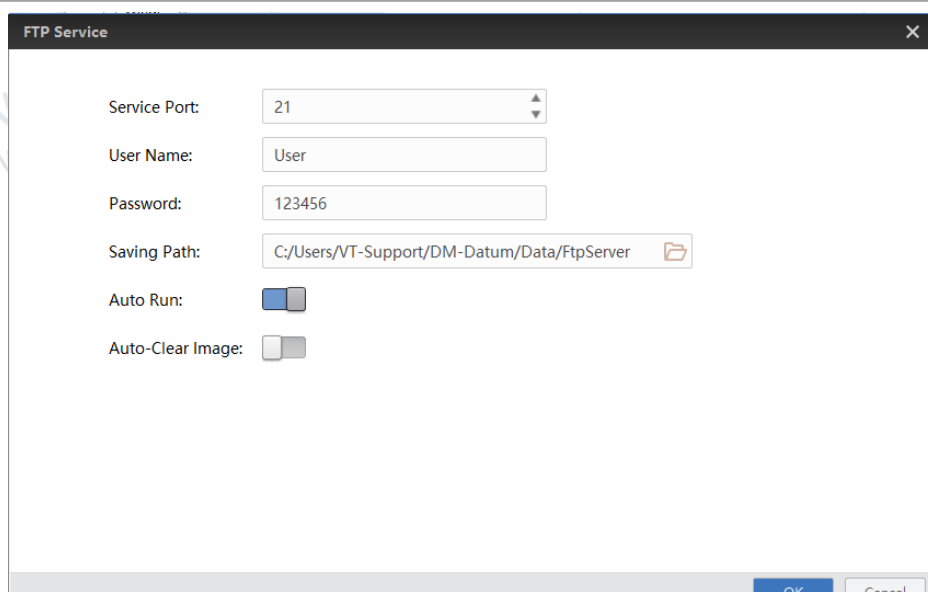 FTP Service
Service Port: 21
User Name: User
Password: 123456
Saving Path: C:/Users/VT-Support/DM-Datum/Data/FtpServer
Auto Run:
Auto-Clear Image:
OK Cancel